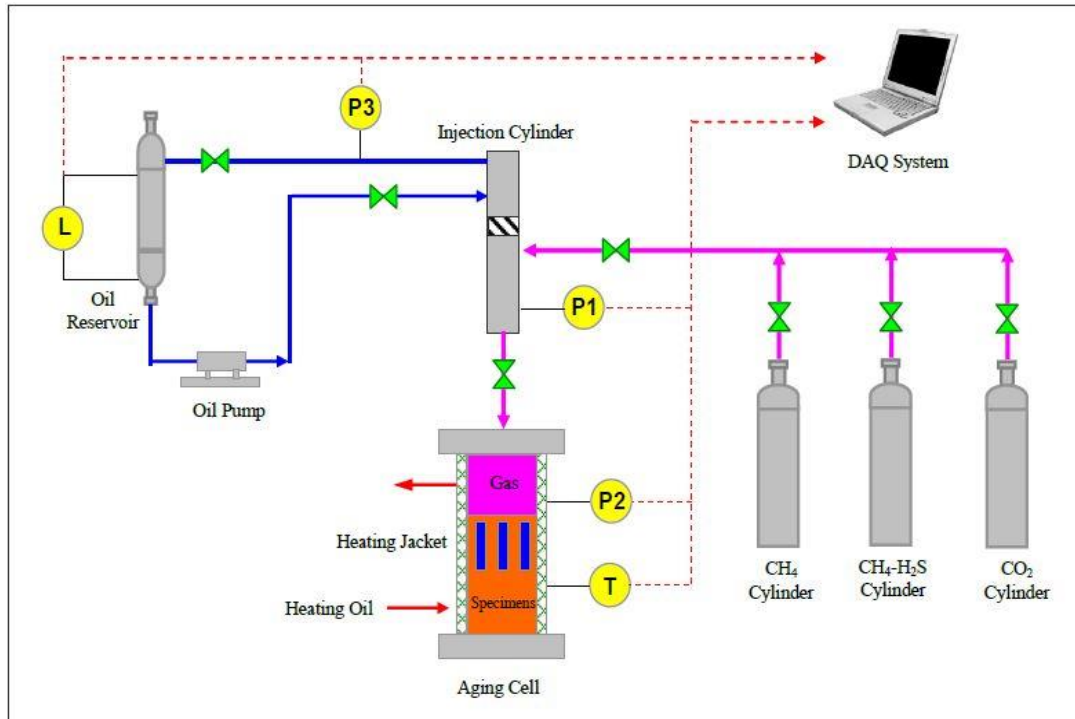 P3
Injection Cylinder
DAQ System
L
Oil
Reservoir
P1
Oil Pump
Gas
P2
Heating Jacket
T
Heating Oil
Specimens
CH₄
Cylinder
CH₄-H₂S
Cylinder
CO₂
Cylinder
Aging Cell